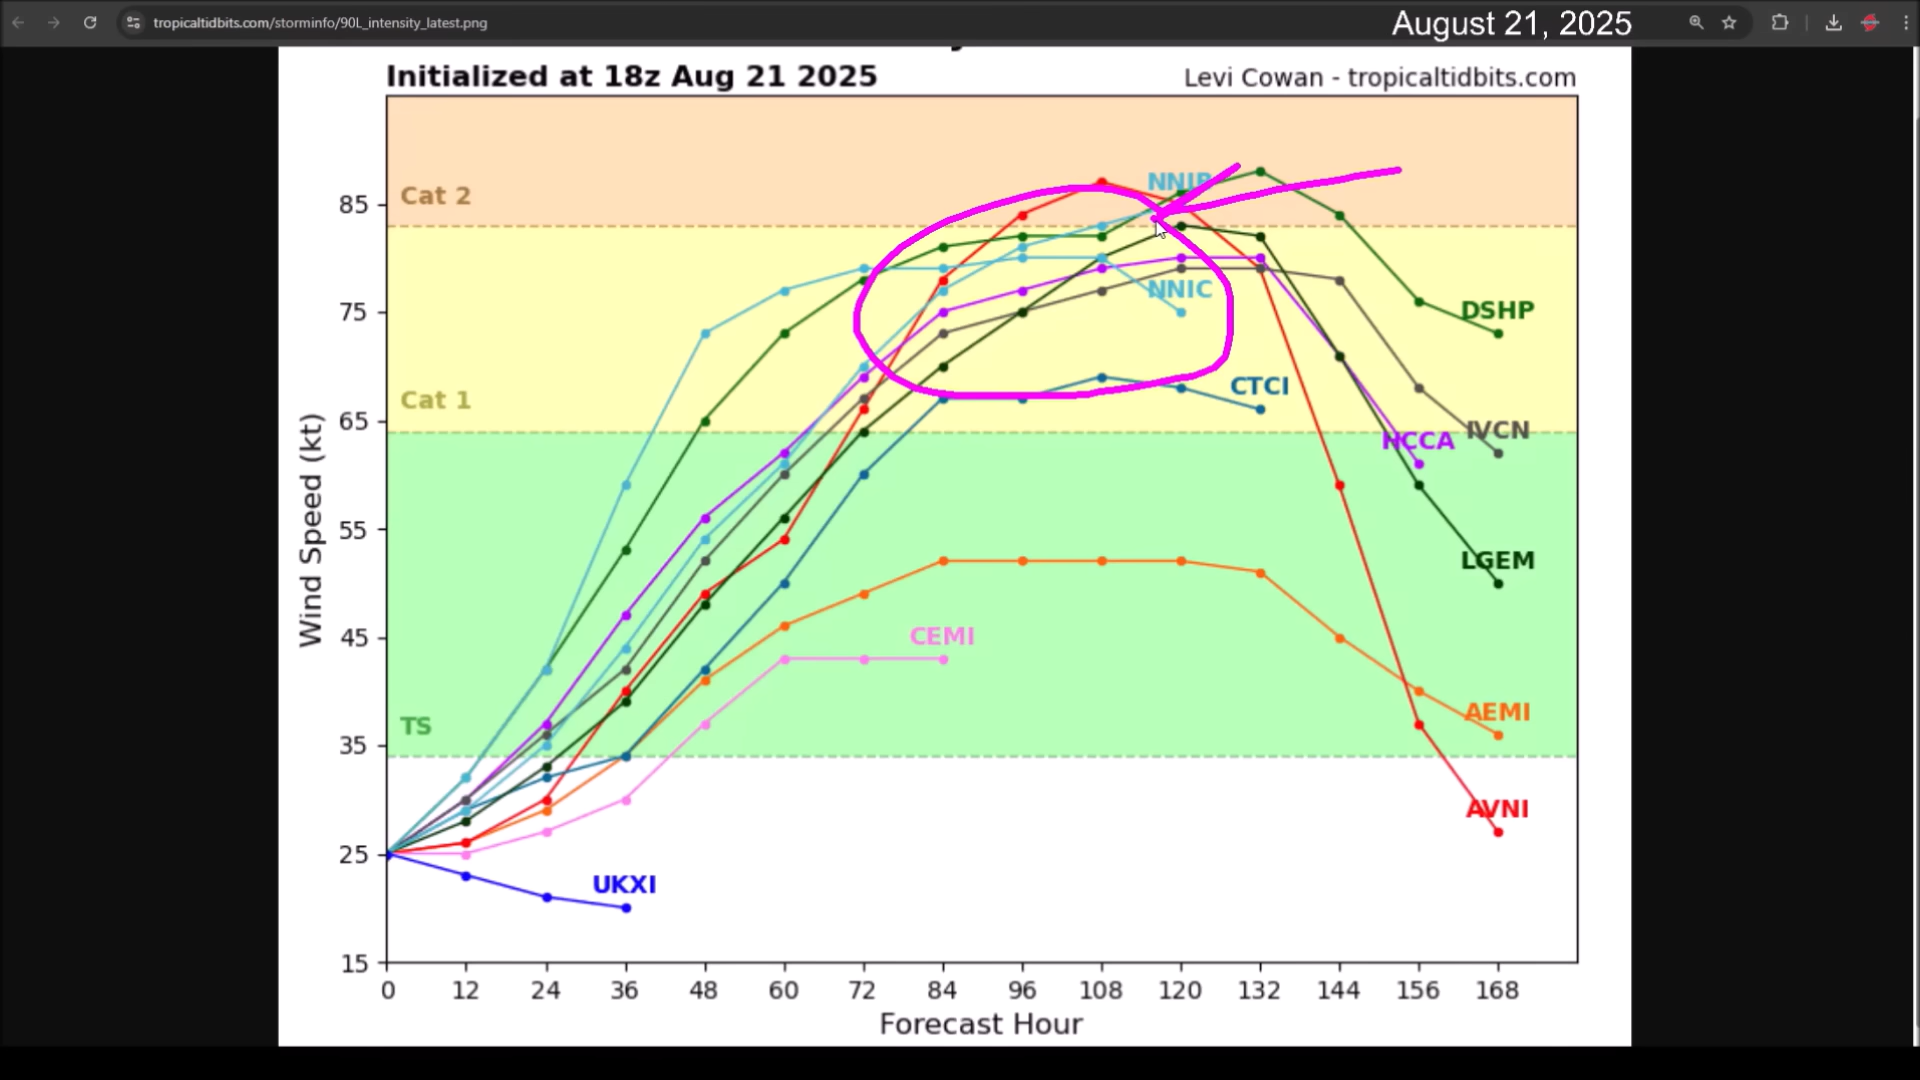 tropicaltidbits.com/storminfo/90L_intensity_latest.png
August 21, 2025
Initialized at 18z Aug 21 2025
Levi Cowan - tropicaltidbits.com
Cat 2
NNIB
85
NNIC
75
DSHP
CTCI
Cat 1
65
IVCN
HCCA
55
LGEM
Wind Speed (kt)
45
CEMI
TS
AEMI
35
AVNI
25
UKXI
15
0 12 24 36 48 60 72 84 96 108 120 132 144 156 168
Forecast Hour